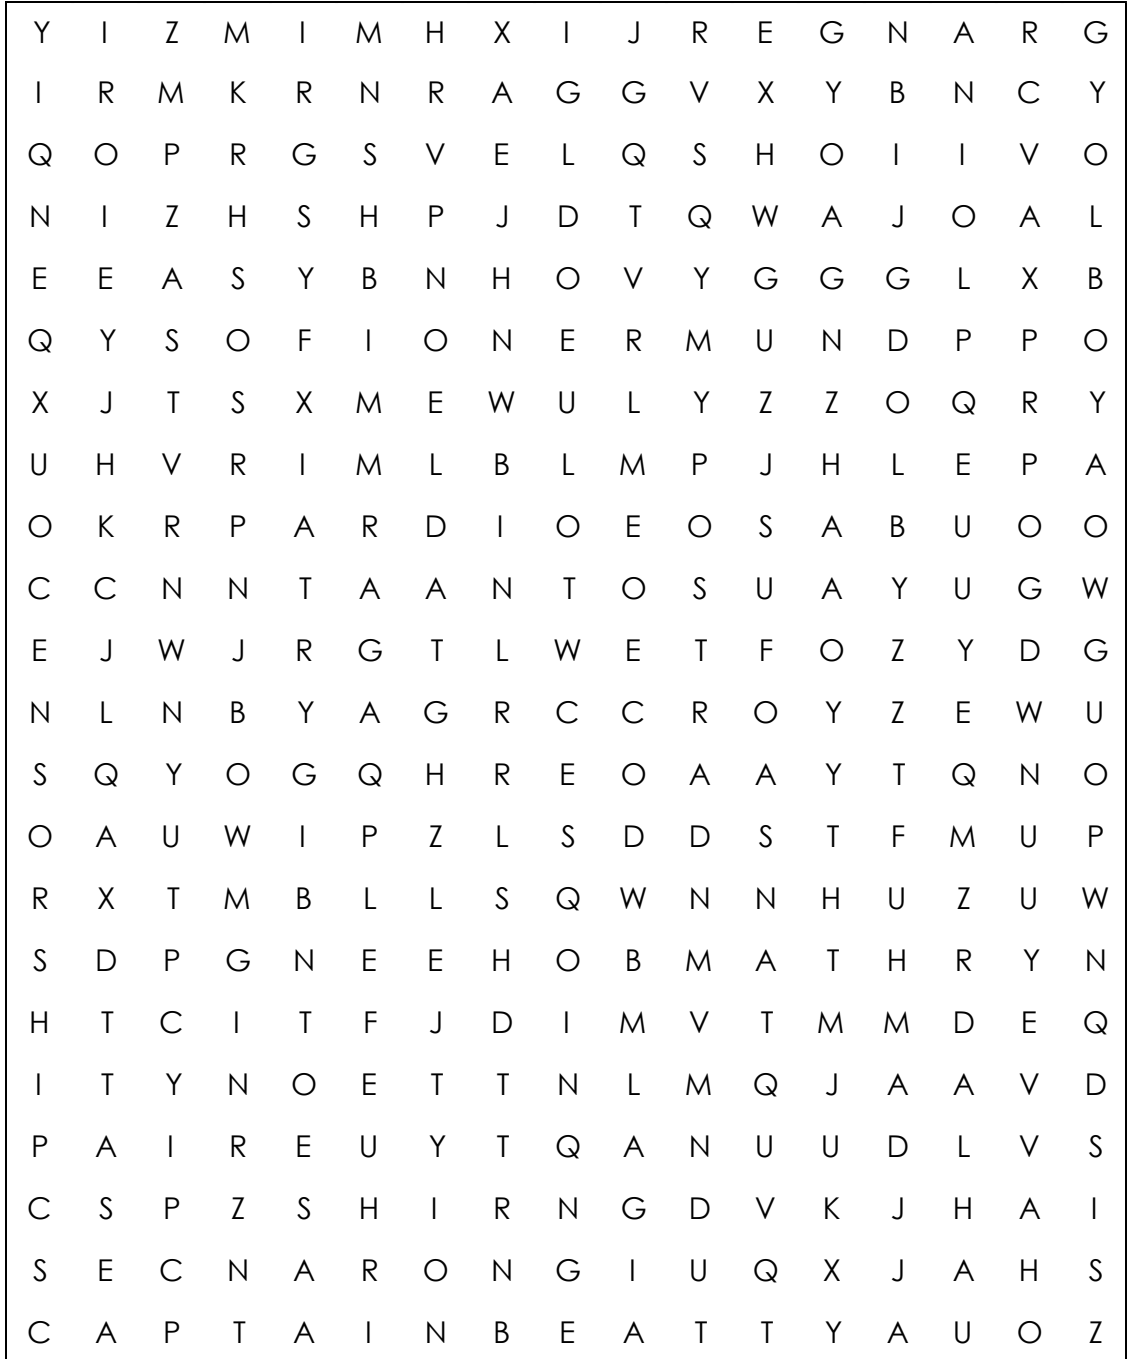 Y I Z M I M H X I J R E G N A R G
I R M K R N R A G G V X Y B N C Y
Q O P R G S V E L Q S H O I I V O
N I Z H S H P J D T Q W A J O A L
E E A S Y B N H O V Y G G G L X B
Q Y S O F I O N E R M U N D P P O
X J T S X M E W U L Y Z Z O Q R Y
U H V R I M L B L M P J H L E P A
O K R P A R D I O E O S A B U O O
C C N N T A A N T O S U A Y U G W
E J W J R G T L W E T F O Z Y D G
N L N B Y A G R C C R O Y Z E W U
S Q Y O G Q H R E O A A Y T Q N O
O A U W I P Z L S D D S T F M U P
R X T M B L L S Q W N N H U Z U W
S D P G N E E H O B M A T H R Y N
H T C I T F J D I M V T M M D E Q
I T Y N O E T T N L M Q J A A V D
P A I R E U Y T Q A N U U D L V S
C S P Z S H I R N G D V K J H A I
S E C N A R O N G I U Q X J A H S
C A P T A I N B E A T T Y A U O Z